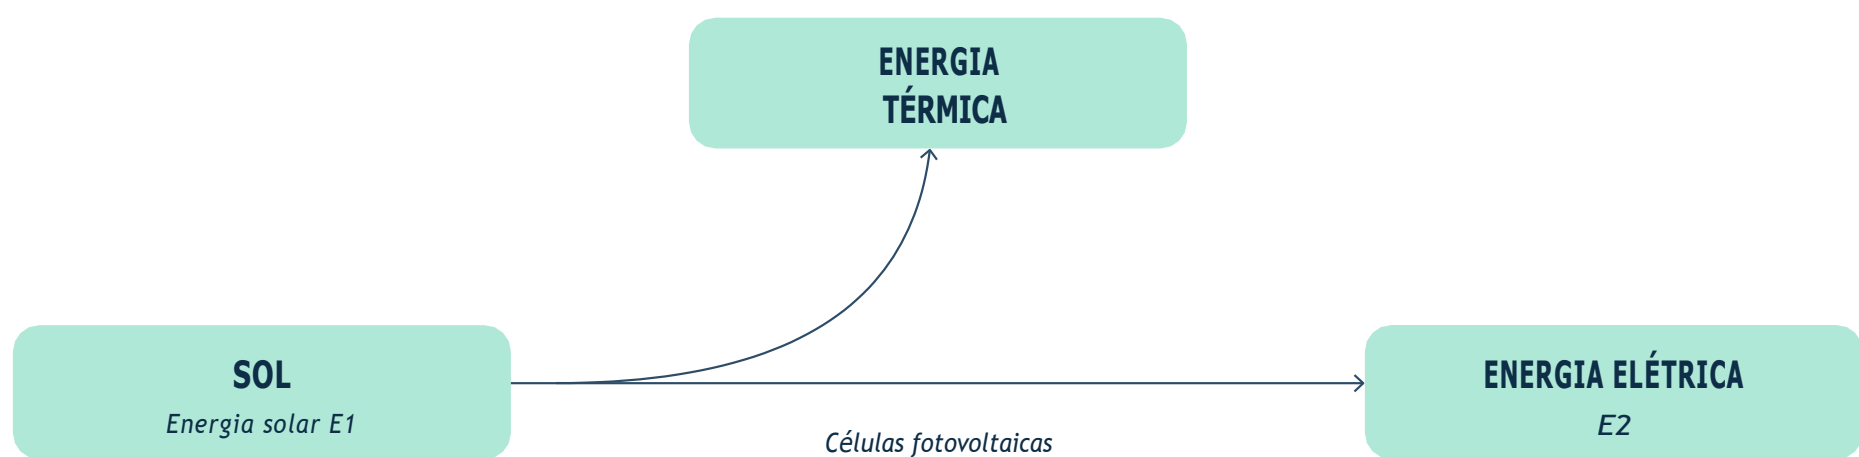 ENERGIA
TÉRMICA
SOL
Energia solar E1
Células fotovoltaicas
ENERGIA ELÉTRICA
E2